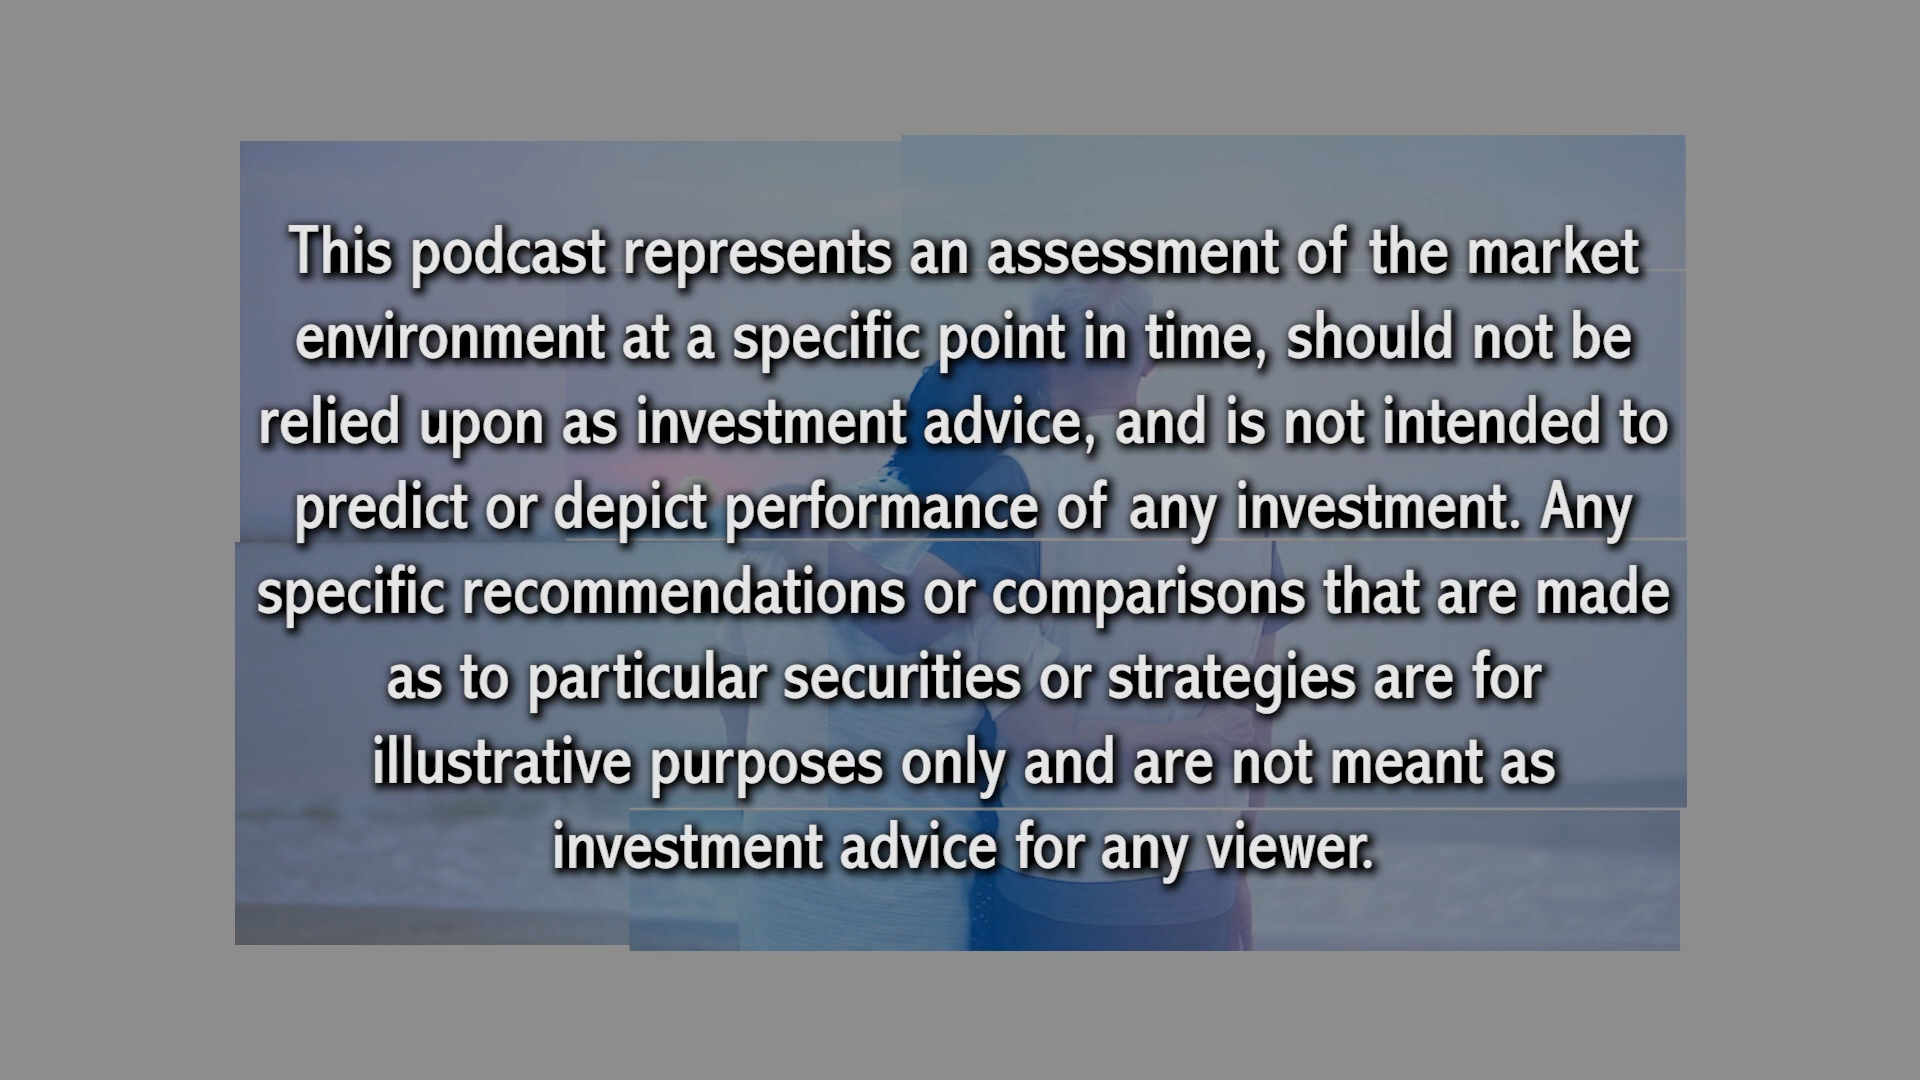 This podcast represents an assessment of the market
environment at a specific point in time, should not be
relied upon as investment advice, and is not intended to
predict or depict performance of any investment. Any
specific recommendations or comparisons that are made
as to particular securities or strategies are for
illustrative purposes only and are not meant as
investment advice for any viewer.